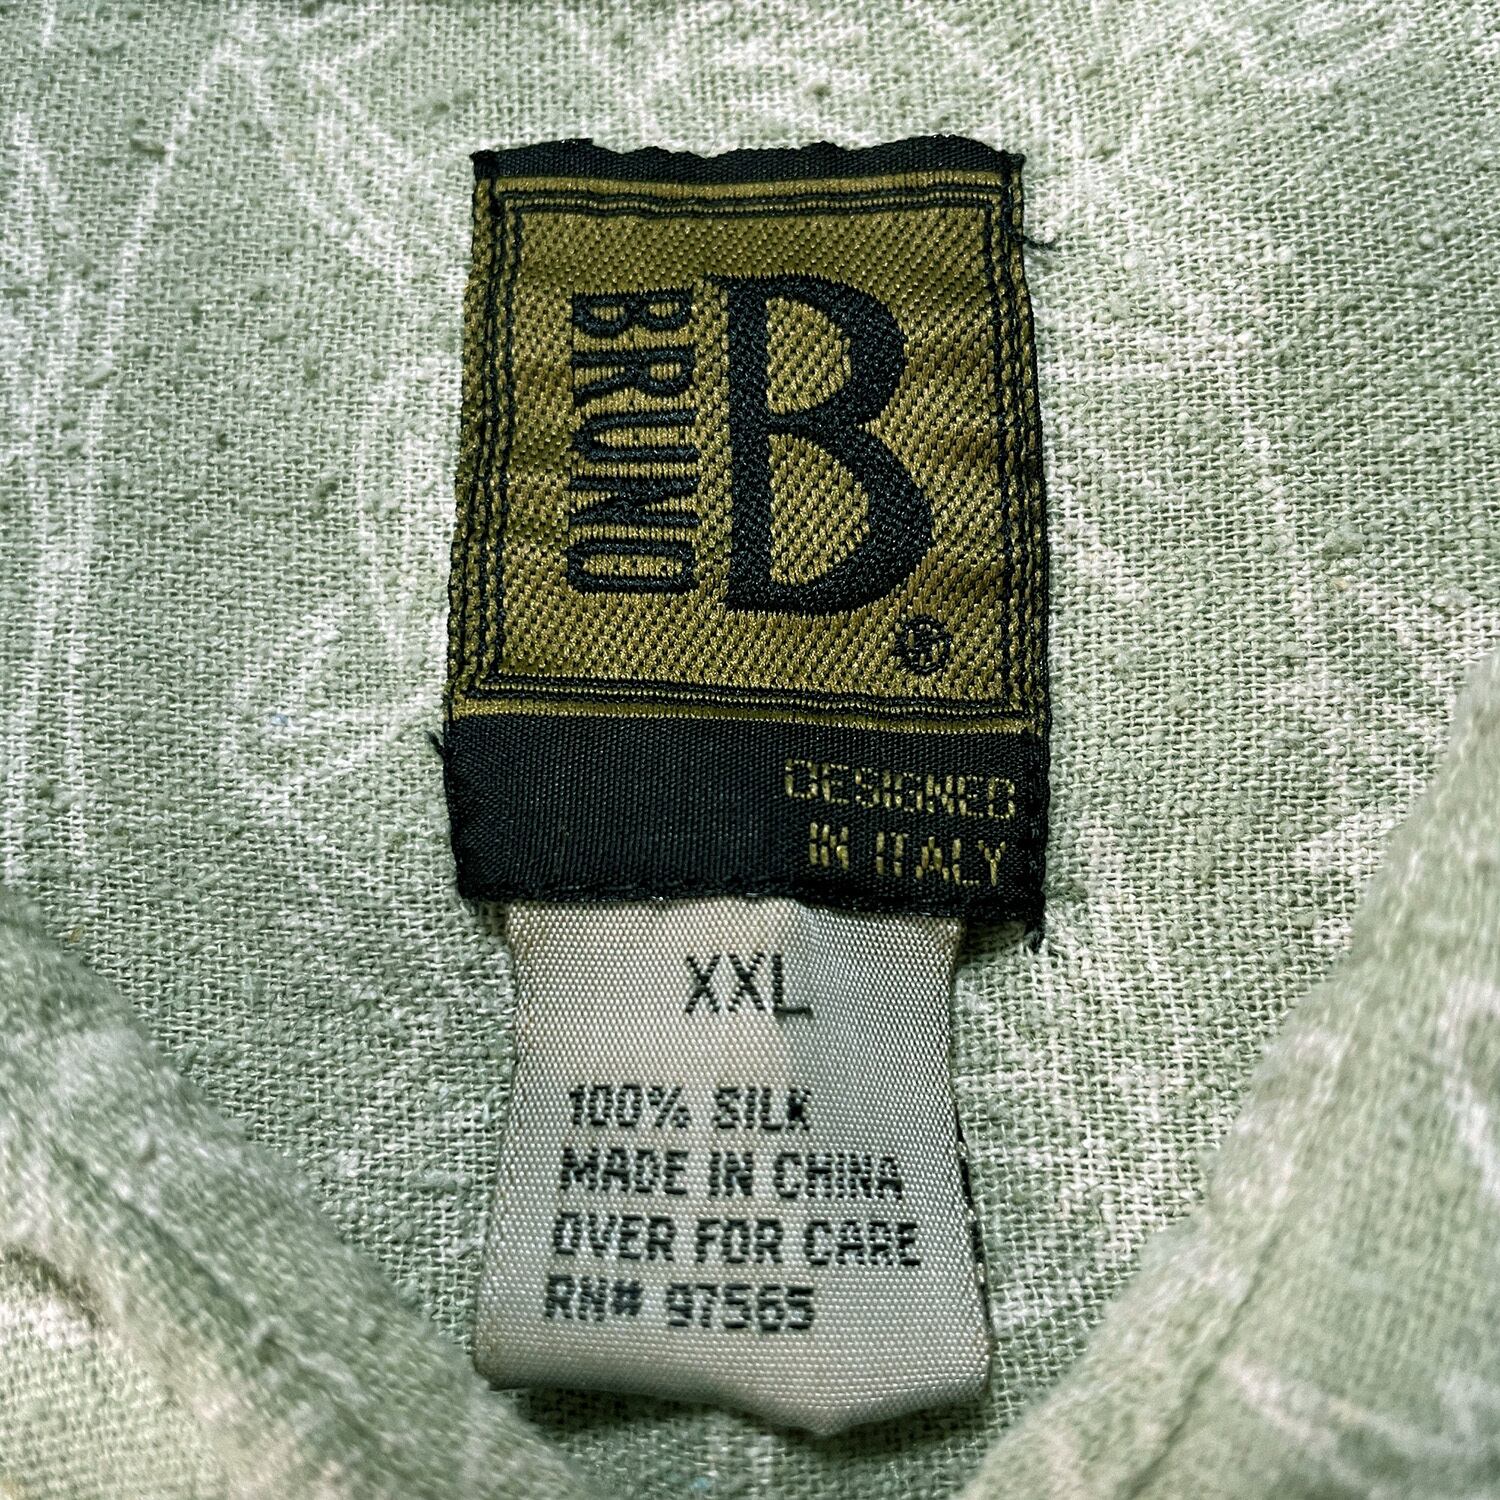 BRUNO
B
®
DESIGNED
IN ITALY
XXL
100% SILK
MADE IN CHINA
OVER FOR CARE
RN# 97565